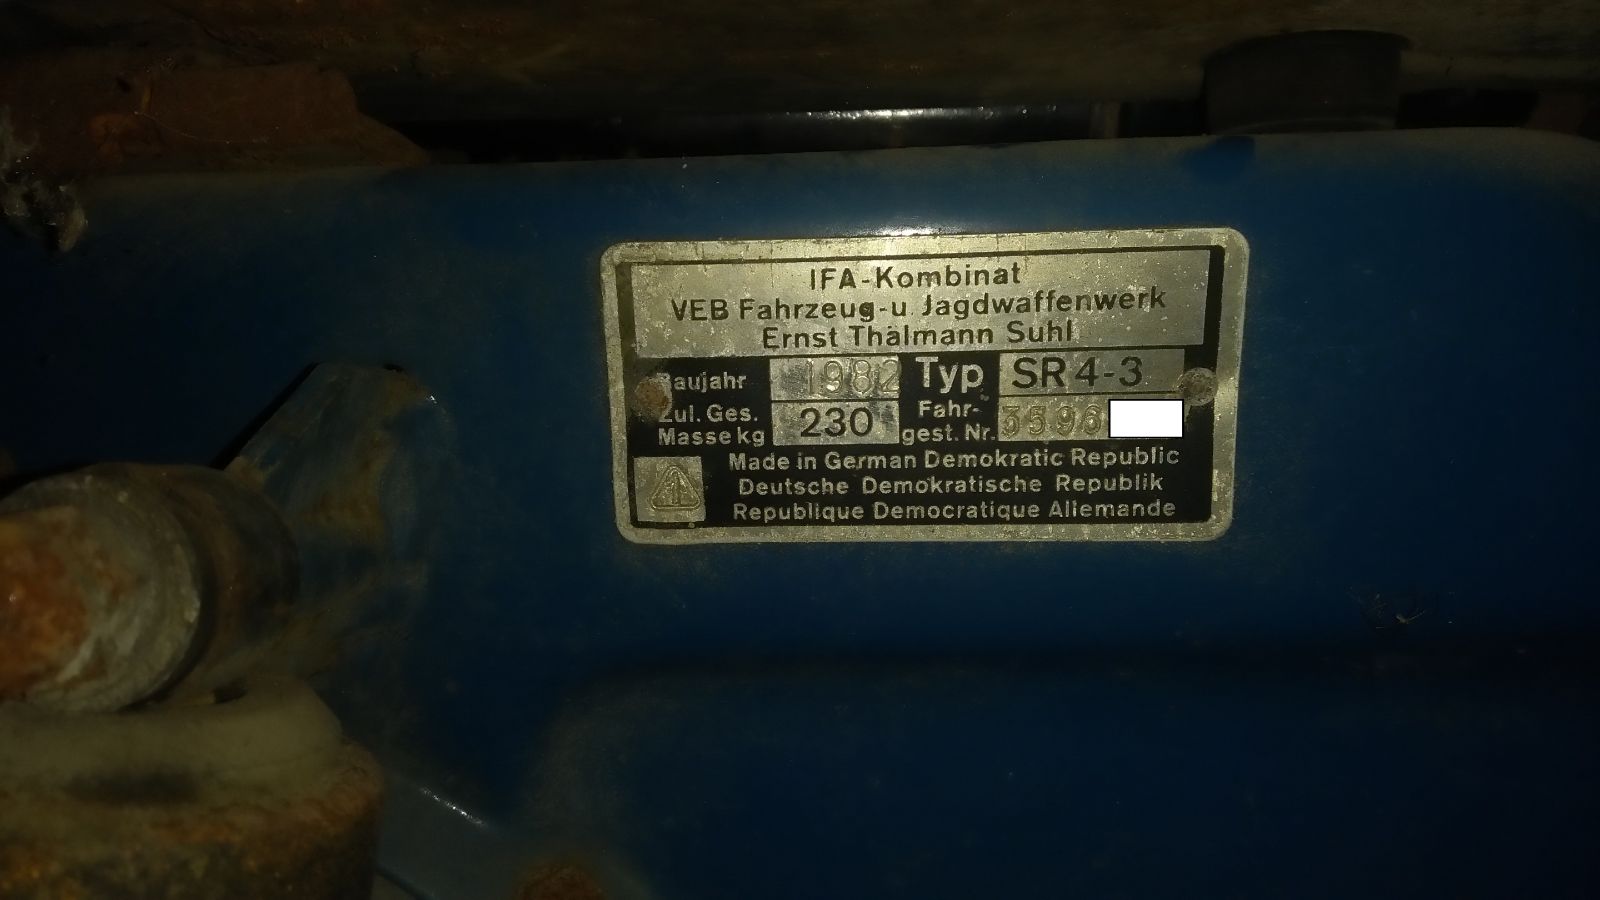 IFA-Kombinat
VEB Fahrzeug-u. Jagdwaffenwerk
Ernst Thälmann Suhl
Baujahr 1982 Typ SR 4-3
Zul. Ges. Masse kg 230 Fahr-gest. Nr. 3596
Made in German Demokratic Republic
Deutsche Demokratische Republik
Republique Democratique Allemande